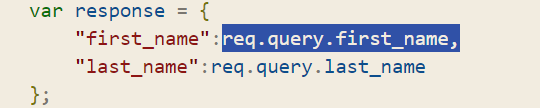 var response = {
"first_name":req.query.first_name,
"last_name":req.query.last_name
};